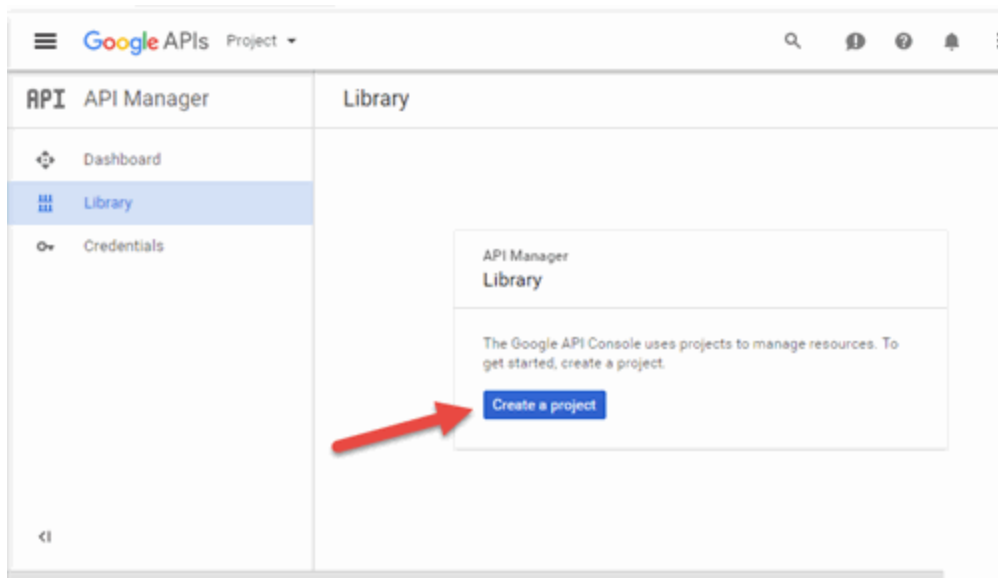 Google APIs Project
API API Manager Library
Dashboard
Library
Credentials
API Manager
Library
The Google API Console uses projects to manage resources. To
get started, create a project.
Create a project